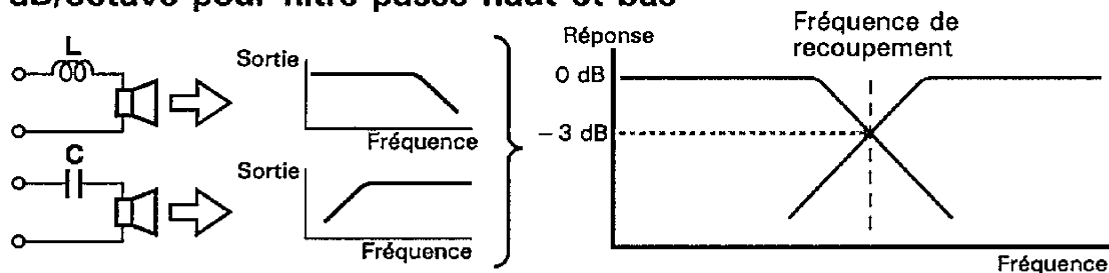 dB/octave pour filtre passe-haut et bas
L
Sortie
Fréquence
C
Sortie
Fréquence
Réponse
Fréquence de
recoupement
0 dB
– 3 dB
Fréquence